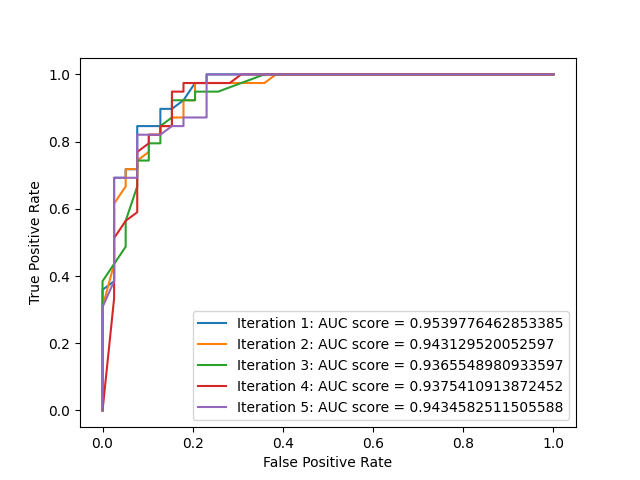 1.0
0.8
0.6
0.4
0.2
0.0
True Positive Rate
Iteration 1: AUC score = 0.9539776462853385
Iteration 2: AUC score = 0.943129520052597
Iteration 3: AUC score = 0.9365548980933597
Iteration 4: AUC score = 0.9375410913872452
Iteration 5: AUC score = 0.9434582511505588
0.0 0.2 0.4 0.6 0.8 1.0
False Positive Rate